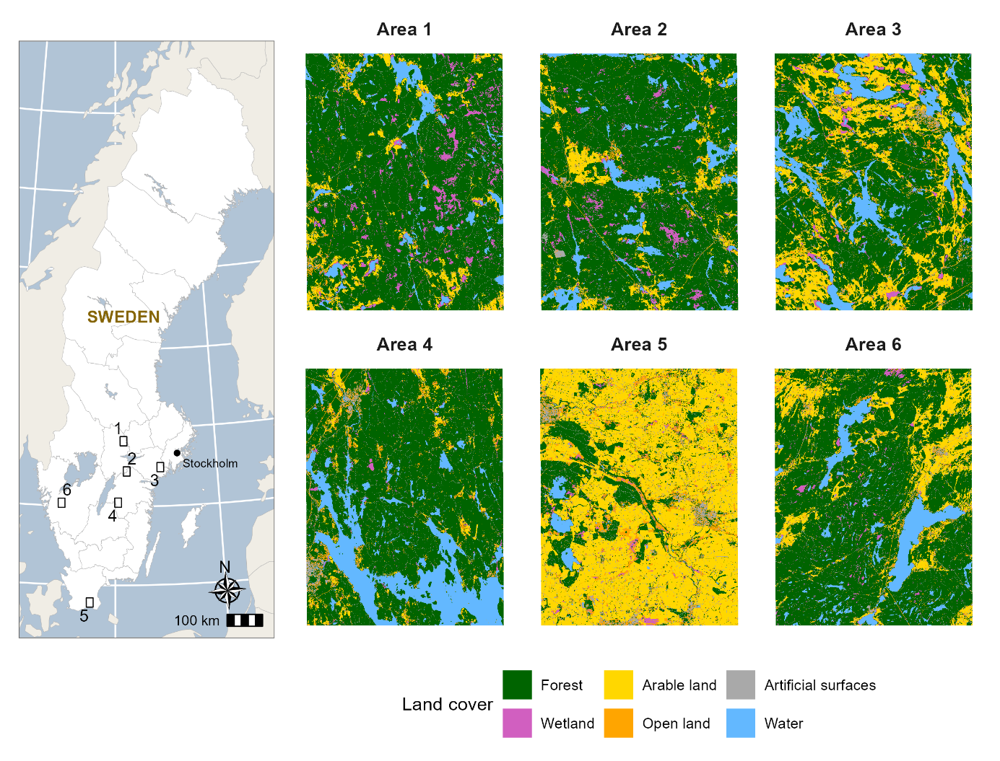 Area 1
Area 2
Area 3
SWEDEN
Area 4
Area 5
Area 6
1
2
Stockholm
3
6
4
N
5
100 km
Land cover
Forest
Arable land
Artificial surfaces
Wetland
Open land
Water